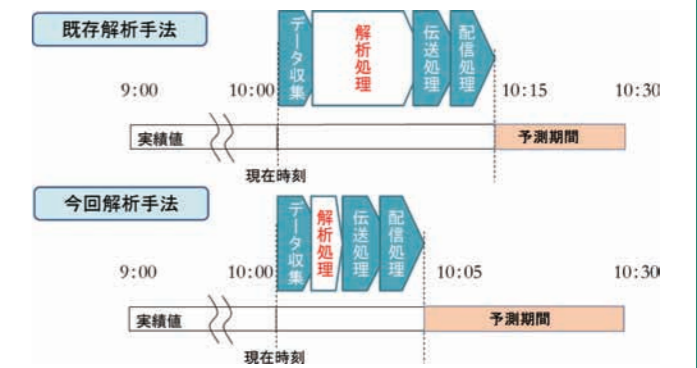 既存解析手法
データ収集
解析処理
伝送処理
配信処理
9:00
10:00
10:15
10:30
実績値
予測期間
現在時刻
今回解析手法
データ収集
解析処理
伝送処理
配信処理
9:00
10:00
10:05
10:30
実績値
予測期間
現在時刻